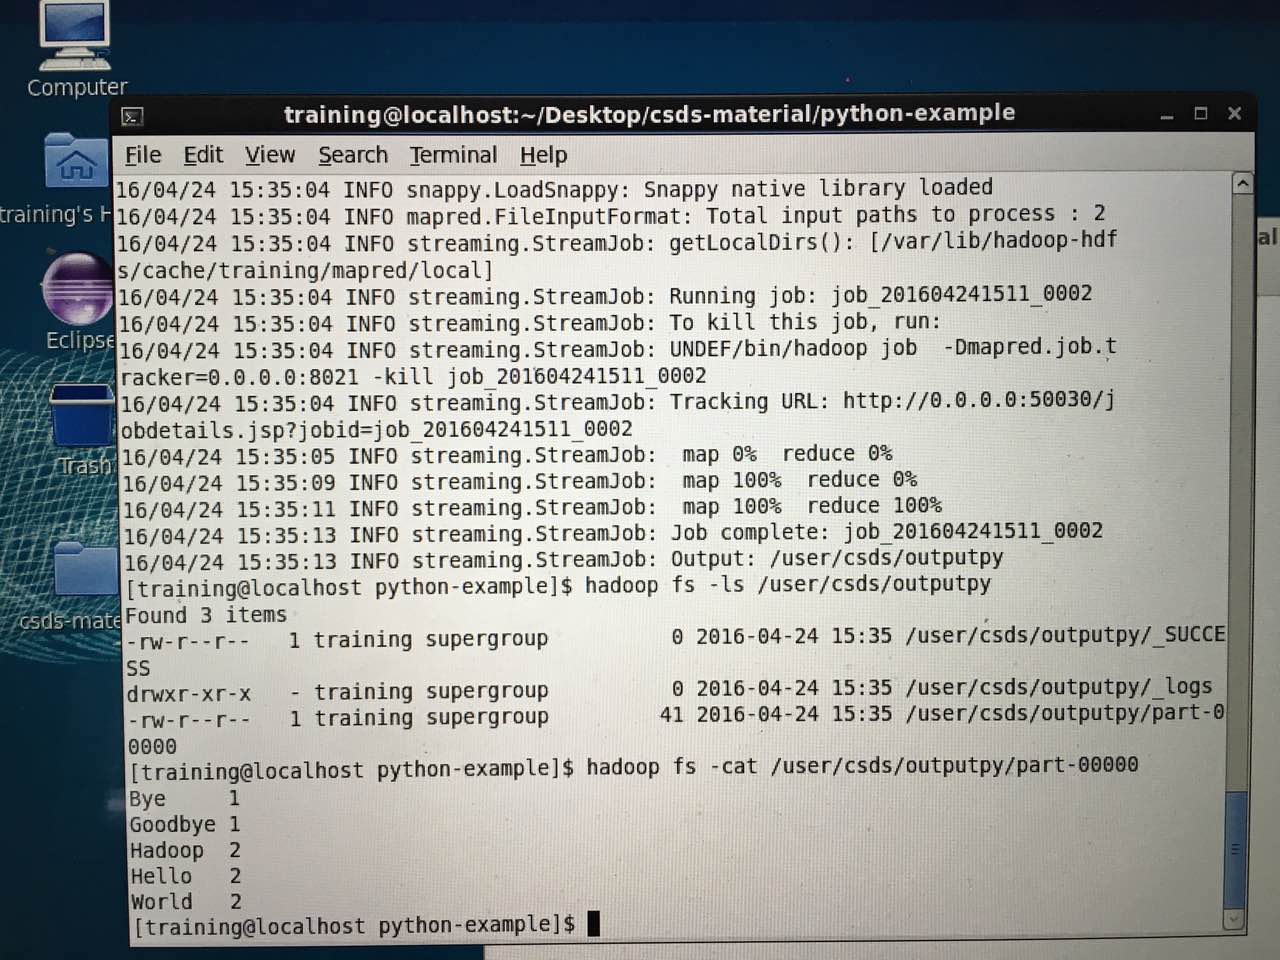 Computer
training@localhost:~/Desktop/csds-material/python-example
File Edit View Search Terminal Help
training's H
Eclipse
Trash
csds-mate
al
16/04/24 15:35:04 INFO snappy.LoadSnappy: Snappy native library loaded
16/04/24 15:35:04 INFO mapred.FileInputFormat: Total input paths to process : 2
16/04/24 15:35:04 INFO streaming.StreamJob: getLocalDirs(): [/var/lib/hadoop-hdf
s/cache/training/mapred/local]
16/04/24 15:35:04 INFO streaming.StreamJob: Running job: job_201604241511_0002
16/04/24 15:35:04 INFO streaming.StreamJob: To kill this job, run:
16/04/24 15:35:04 INFO streaming.StreamJob: UNDEF/bin/hadoop job  -Dmapred.job.t
racker=0.0.0.0:8021 -kill job_201604241511_0002
16/04/24 15:35:04 INFO streaming.StreamJob: Tracking URL: http://0.0.0.0:50030/j
obdetails.jsp?jobid=job_201604241511_0002
16/04/24 15:35:05 INFO streaming.StreamJob:  map 0%  reduce 0%
16/04/24 15:35:09 INFO streaming.StreamJob:  map 100%  reduce 0%
16/04/24 15:35:11 INFO streaming.StreamJob:  map 100%  reduce 100%
16/04/24 15:35:13 INFO streaming.StreamJob: Job complete: job_201604241511_0002
16/04/24 15:35:13 INFO streaming.StreamJob: Output: /user/csds/outputpy
[training@localhost python-example]$ hadoop fs -ls /user/csds/outputpy
Found 3 items
-rw-r--r--   1 training supergroup          0 2016-04-24 15:35 /user/csds/outputpy/_SUCCE
SS
drwxr-xr-x   - training supergroup          0 2016-04-24 15:35 /user/csds/outputpy/_logs
-rw-r--r--   1 training supergroup         41 2016-04-24 15:35 /user/csds/outputpy/part-0
0000
[training@localhost python-example]$ hadoop fs -cat /user/csds/outputpy/part-00000
Bye     1
Goodbye 1
Hadoop  2
Hello   2
World   2
[training@localhost python-example]$